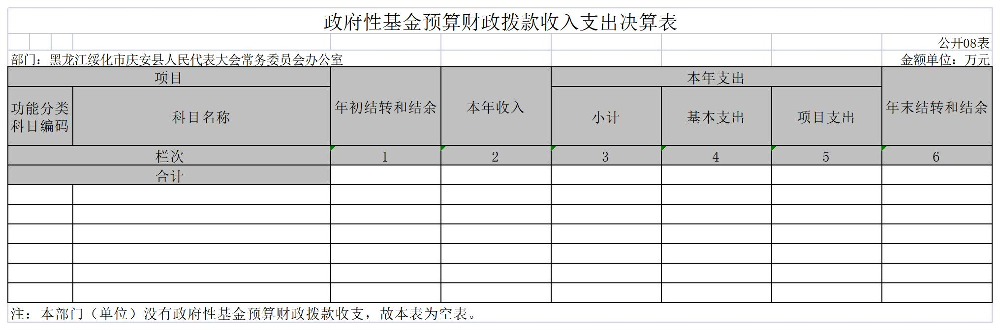 政府性基金预算财政拨款收入支出决算表
公开08表
部门：黑龙江绥化市庆安县人民代表大会常务委员会办公室 金额单位：万元
项目 年初结转和结余 本年收入 本年支出 年末结转和结余
功能分类
科目编码
科目名称 小计 基本支出 项目支出
栏次 1 2 3 4 5 6
合计
注：本部门（单位）没有政府性基金预算财政拨款收支，故本表为空表。